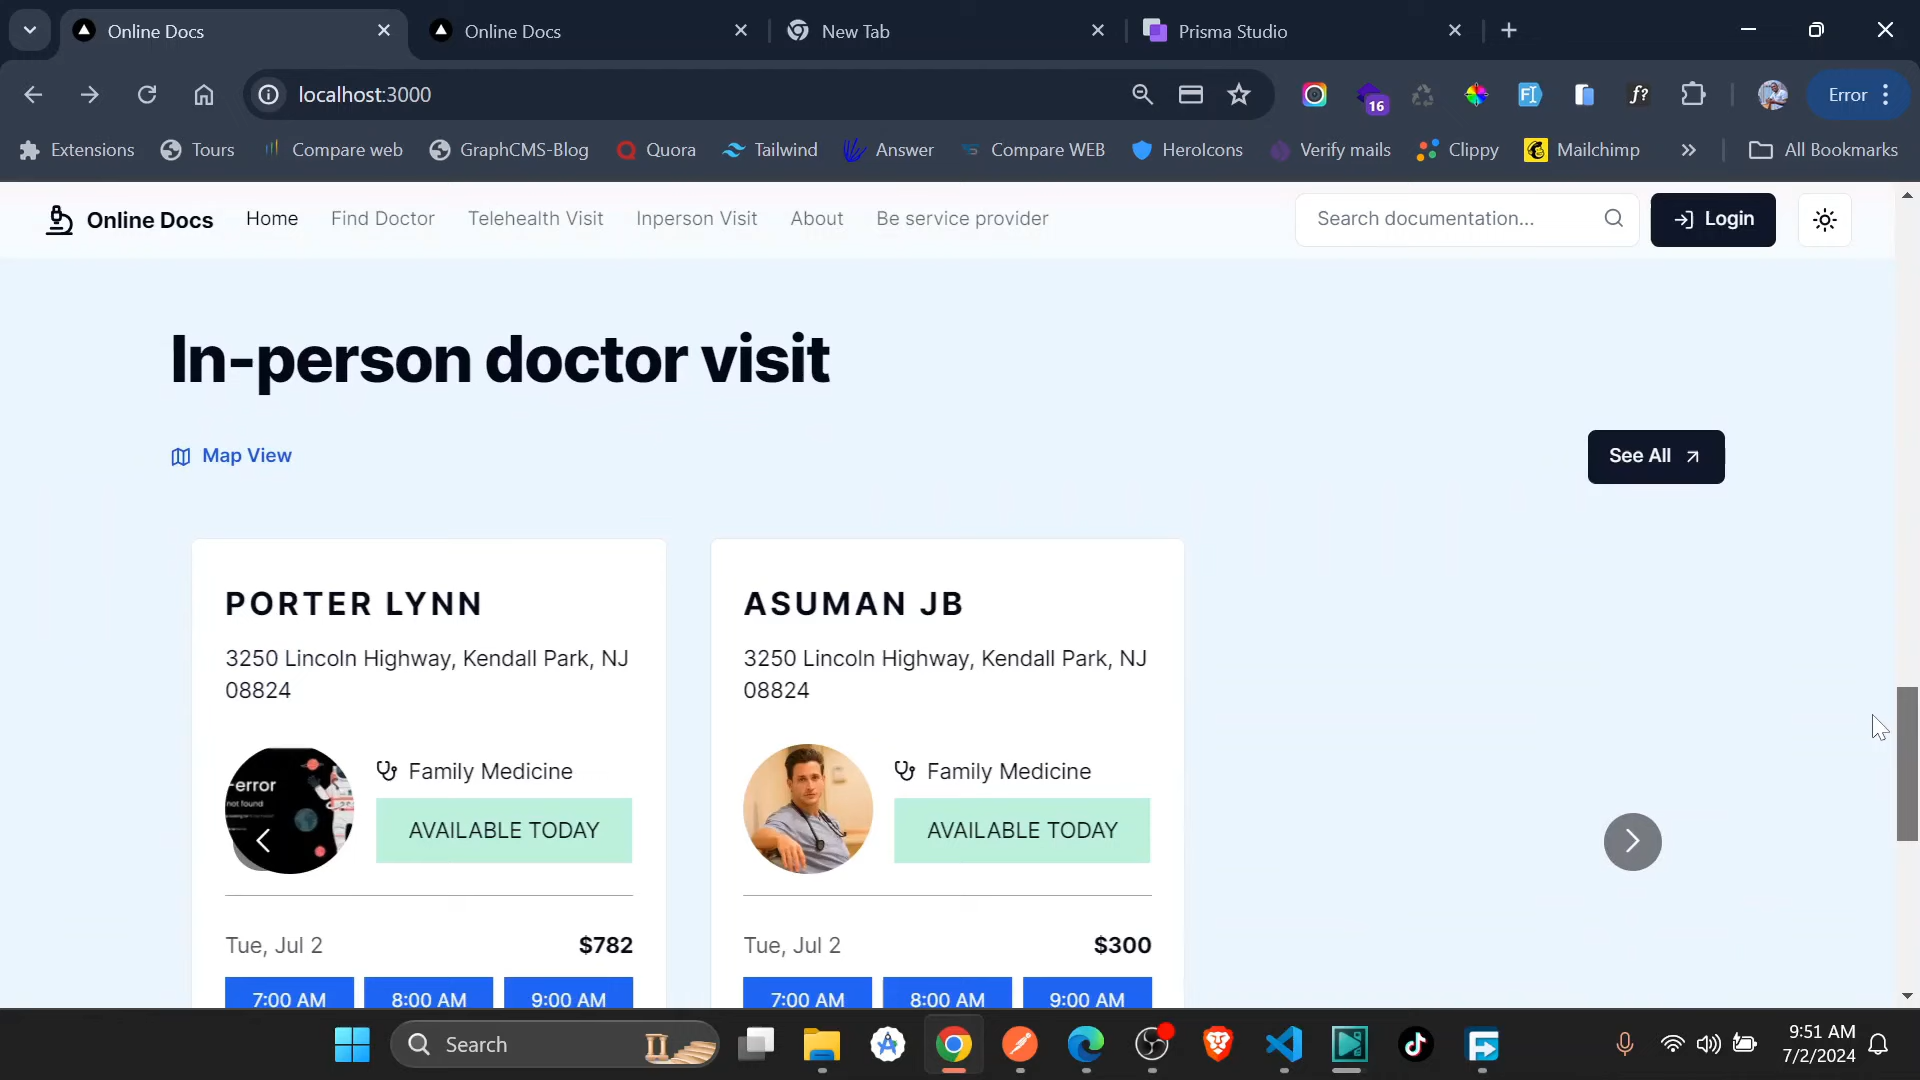 Online Docs
Online Docs
New Tab
Prisma Studio
localhost:3000
16
f?
Error
Extensions
Tours
Compare web
GraphCMS-Blog
Quora
Tailwind
Answer
Compare WEB
HeroIcons
Verify mails
Clippy
Mailchimp
All Bookmarks
Online Docs
Home
Find Doctor
Telehealth Visit
Inperson Visit
About
Be service provider
Search documentation...
Login
In-person doctor visit
Map View
See All
PORTER LYNN
3250 Lincoln Highway, Kendall Park, NJ
08824
-error
not found
Family Medicine
AVAILABLE TODAY
Tue, Jul 2
$782
7:00 AM
8:00 AM
9:00 AM
ASUMAN JB
3250 Lincoln Highway, Kendall Park, NJ
08824
Family Medicine
AVAILABLE TODAY
Tue, Jul 2
$300
7:00 AM
8:00 AM
9:00 AM
Search
9:51 AM
7/2/2024